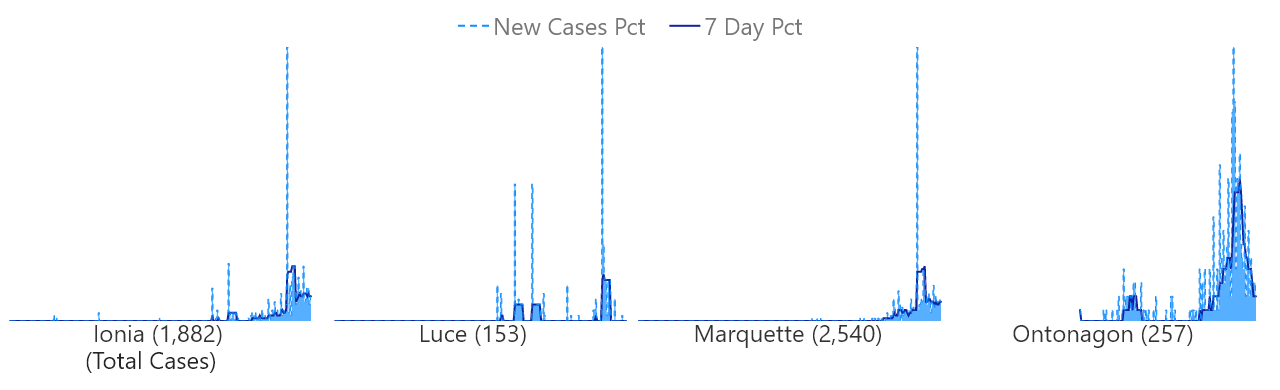 New Cases Pct 7 Day Pct
Ionia (1,882) Luce (153) Marquette (2,540) Ontonagon (257)
(Total Cases)